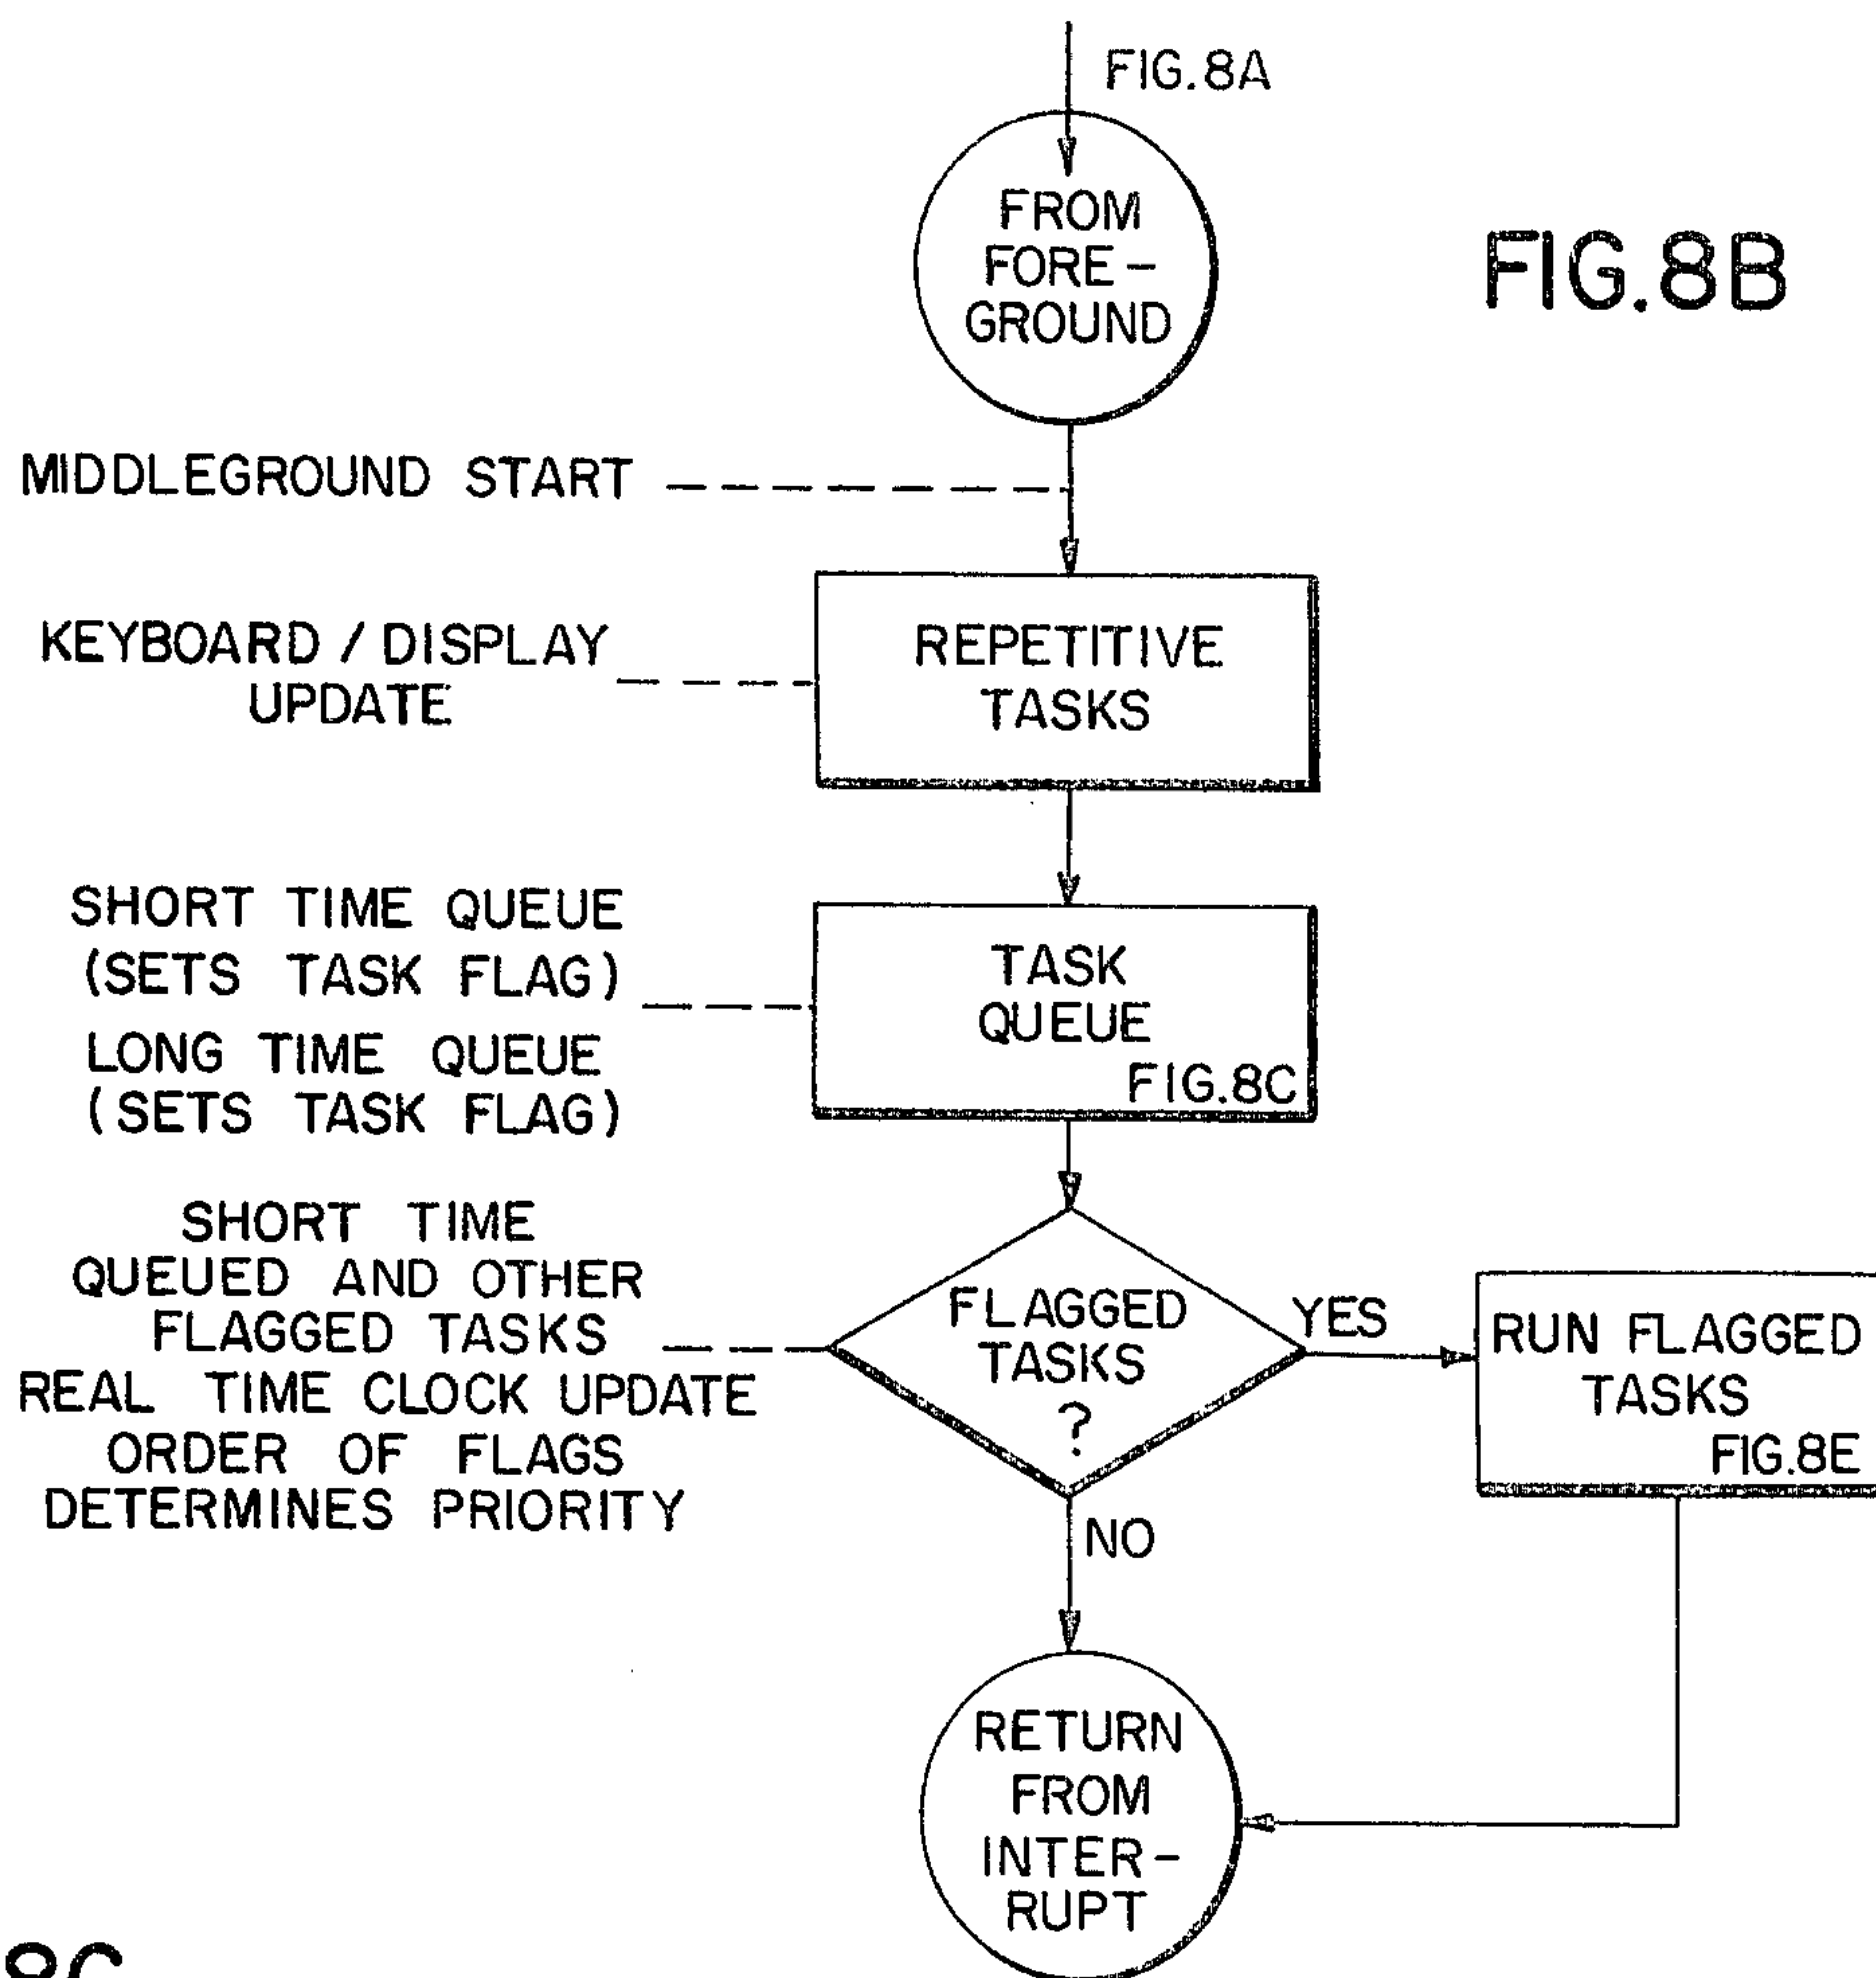 FIG.8A
FROM
FORE-
GROUND
FIG.8B
MIDDLEGROUND START
KEYBOARD / DISPLAY
UPDATE
REPETITIVE
TASKS
SHORT TIME QUEUE
(SETS TASK FLAG)
LONG TIME QUEUE
(SETS TASK FLAG)
TASK
QUEUE
FIG.8C
SHORT TIME
QUEUED AND OTHER
FLAGGED TASKS
REAL TIME CLOCK UPDATE
ORDER OF FLAGS
DETERMINES PRIORITY
FLAGGED
TASKS
?
YES
RUN FLAGGED
TASKS
FIG.8E
NO
RETURN
FROM
INTER-
RUPT
8C